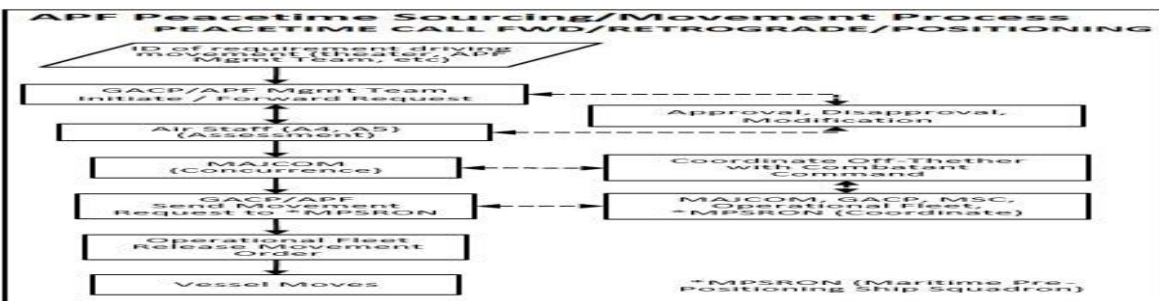 APF Peacetime Sourcing/Movement Process
PEACETIME CALL FWD/RETROGRADE/POSITIONING
ID of requirement driving
movement (theater, APF
Mgmt Team, etc)
GACP/APF Mgmt Team
Initiate / Forward Request
Approval, Disapproval,
Modification
Air Staff (A4, A5)
(Assessment)
MAJCOM
(Concurrence)
Coordinate Off-Thether
with Combatant
Command
GACP/APF
Send Movement
Request to *MPSRON
MAJCOM, GACP, MSC,
Operational Fleet,
*MPSRON (Coordinate)
Operational Fleet
Release Movement
Order
Vessel Moves
*MPSRON (Maritime Pre-
Positioning Ship Squadron)